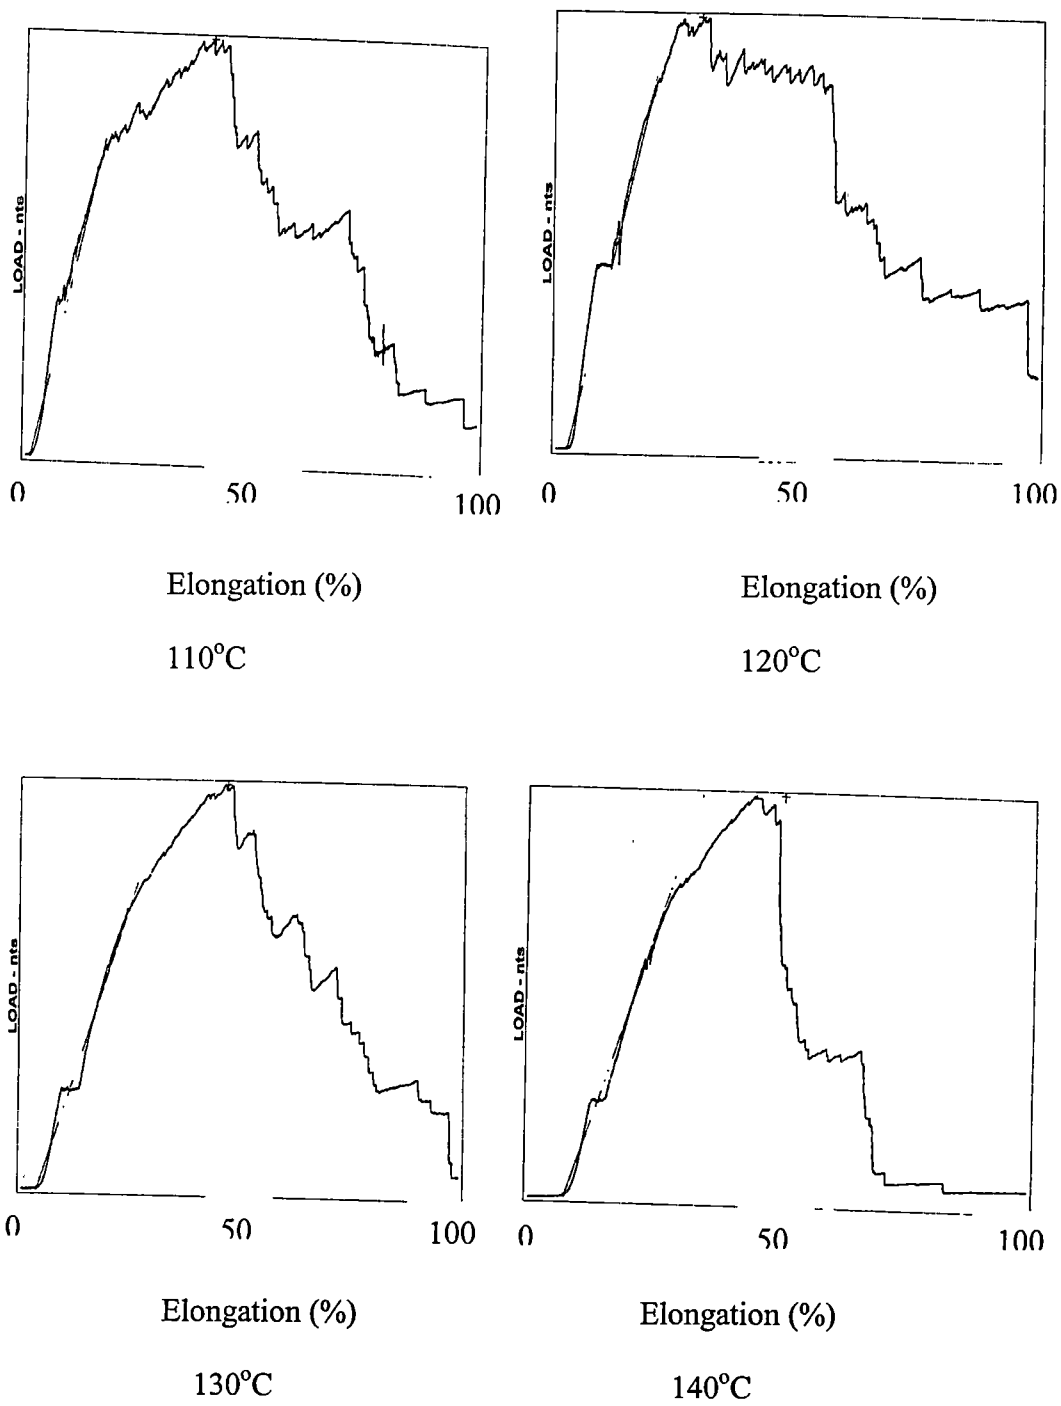 LOAD - nts
0 50 100
Elongation (%)
110°C
LOAD - nts
0 50 100
Elongation (%)
120°C
LOAD - nts
0 50 100
Elongation (%)
130°C
LOAD - nts
0 50 100
Elongation (%)
140°C